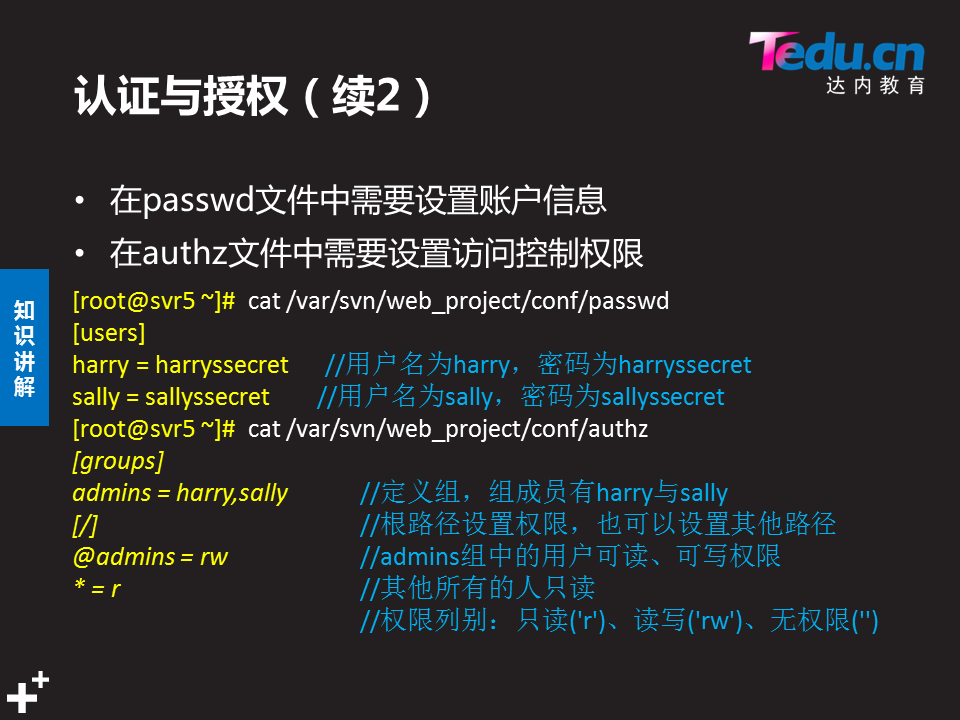 Tedu.cn
达内教育
认证与授权（续2）
• 在passwd文件中需要设置账户信息
• 在authz文件中需要设置访问控制权限
知识讲解
[root@svr5 ~]# cat /var/svn/web_project/conf/passwd
[users]
harry = harryssecret //用户名为harry，密码为harryssecret
sally = sallyssecret //用户名为sally，密码为sallyssecret
[root@svr5 ~]# cat /var/svn/web_project/conf/authz
[groups]
admins = harry,sally //定义组，组成员有harry与sally
[/] //根路径设置权限，也可以设置其他路径
@admins = rw //admins组中的用户可读、可写权限
* = r //其他所有的人只读
//权限列别：只读('r')、读写('rw')、无权限('')